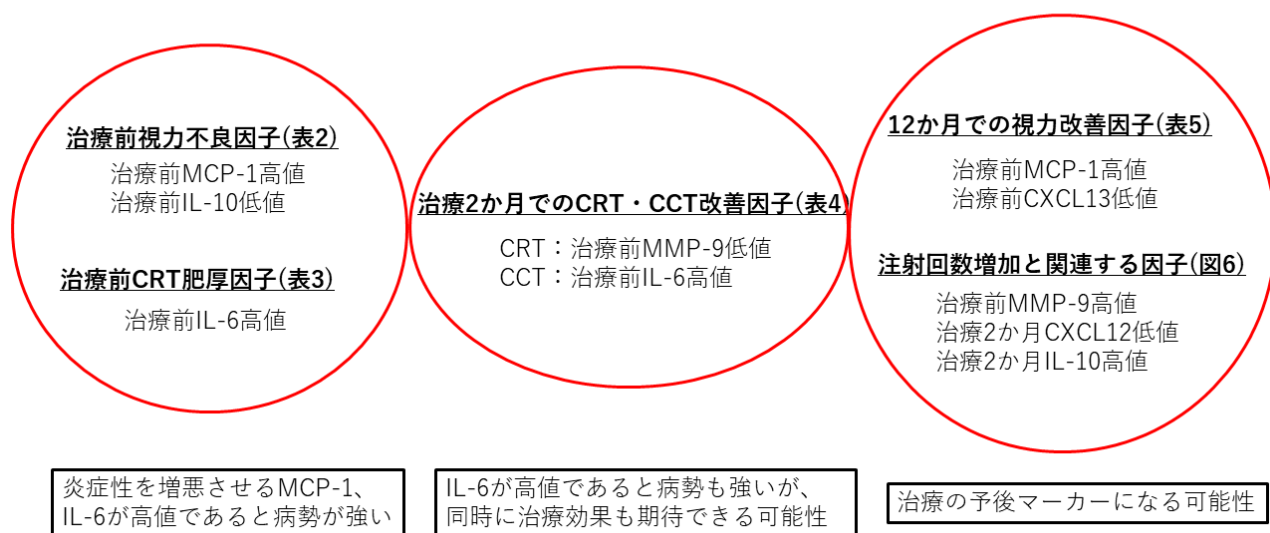 治療前視力不良因子(表2)
治療前MCP-1高値
治療前IL-10低値
治療前CRT肥厚因子(表3)
治療前IL-6高値
治療2か月でのCRT・CCT改善因子(表4)
CRT：治療前MMP-9低値
CCT：治療前IL-6高値
12か月での視力改善因子(表5)
治療前MCP-1高値
治療前CXCL13低値
注射回数増加と関連する因子(図6)
治療前MMP-9高値
治療2か月CXCL12低値
治療2か月IL-10高値
炎症性を増悪させるMCP-1、
IL-6が高値であると病勢が強い
IL-6が高値であると病勢も強いが、
同時に治療効果も期待できる可能性
治療の予後マーカーになる可能性